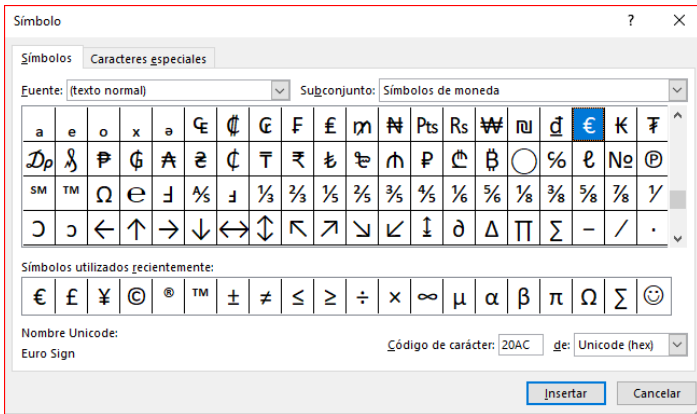 Símbolo ? ×
Símbolos Caracteres especiales
Fuente: (texto normal) Subconjunto: Símbolos de moneda
ₐ ₑ ₒ ₓ ₔ ₠ ₡ ₢ ₣ ₤ ₥ ₦ ₧ ₨ ₩ ₪ ₫ € ₭ ₮
₯ ₰ ₱ ₲ ₳ ₴ ₵ ₸ ₹ ₺ ₻ ₼ ₽ ₾ ₿ ⃝ ℅ ℓ № ℗
℠ ™ Ω ℮ Ⅎ ⅍ ⅎ ⅓ ⅔ ⅕ ⅖ ⅗ ⅘ ⅙ ⅚ ⅛ ⅜ ⅝ ⅞ ⅟
Ↄ ↄ ← ↑ → ↓ ↔ ↕ ↖ ↗ ↘ ↙ ↨ ∂ ∆ ∏ ∑ − ∕ ∙
Símbolos utilizados recientemente:
€ £ ¥ © ® ™ ± ≠ ≤ ≥ ÷ × ∞ µ α β π Ω ∑ ☺
Nombre Unicode:
Euro Sign
Código de carácter: 20AC de: Unicode (hex)
Insertar Cancelar